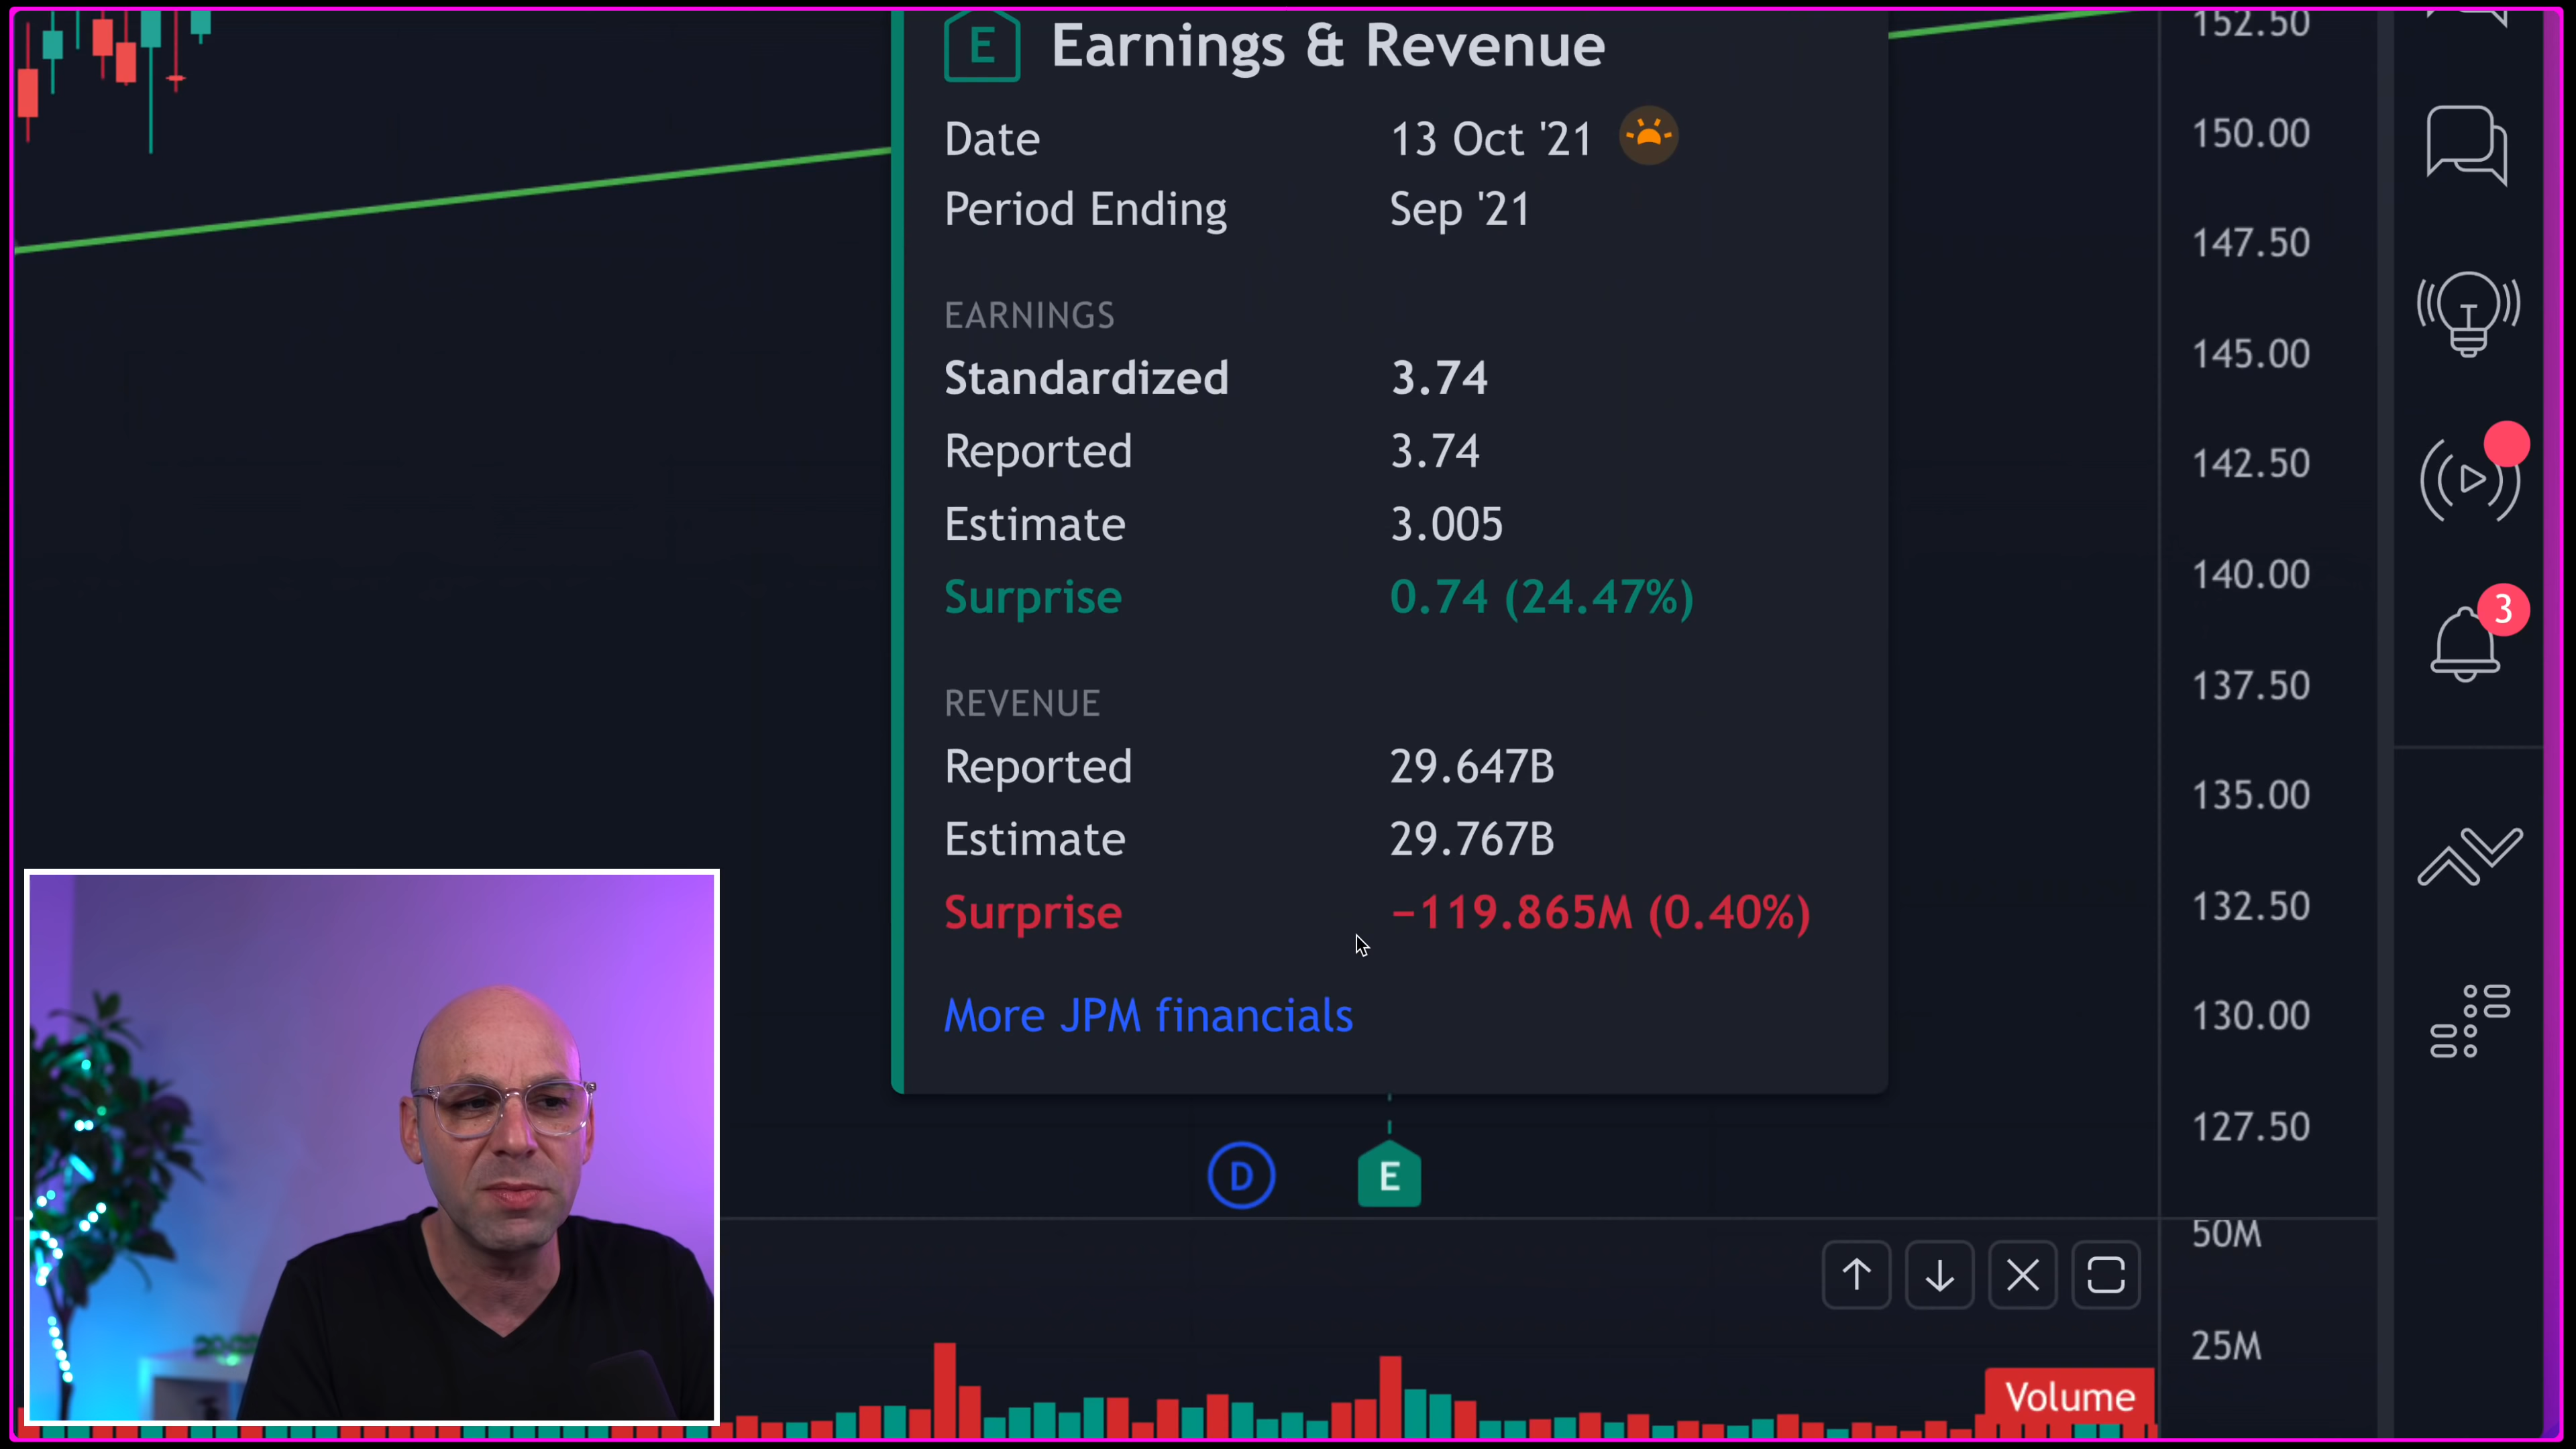 E Earnings & Revenue
Date 13 Oct '21
Period Ending Sep '21
EARNINGS
Standardized 3.74
Reported 3.74
Estimate 3.005
Surprise 0.74 (24.47%)
REVENUE
Reported 29.647B
Estimate 29.767B
Surprise −119.865M (0.40%)
More JPM financials
D E
152.50
150.00
147.50
145.00
142.50
140.00
137.50
135.00
132.50
130.00
127.50
50M
25M
Volume
3